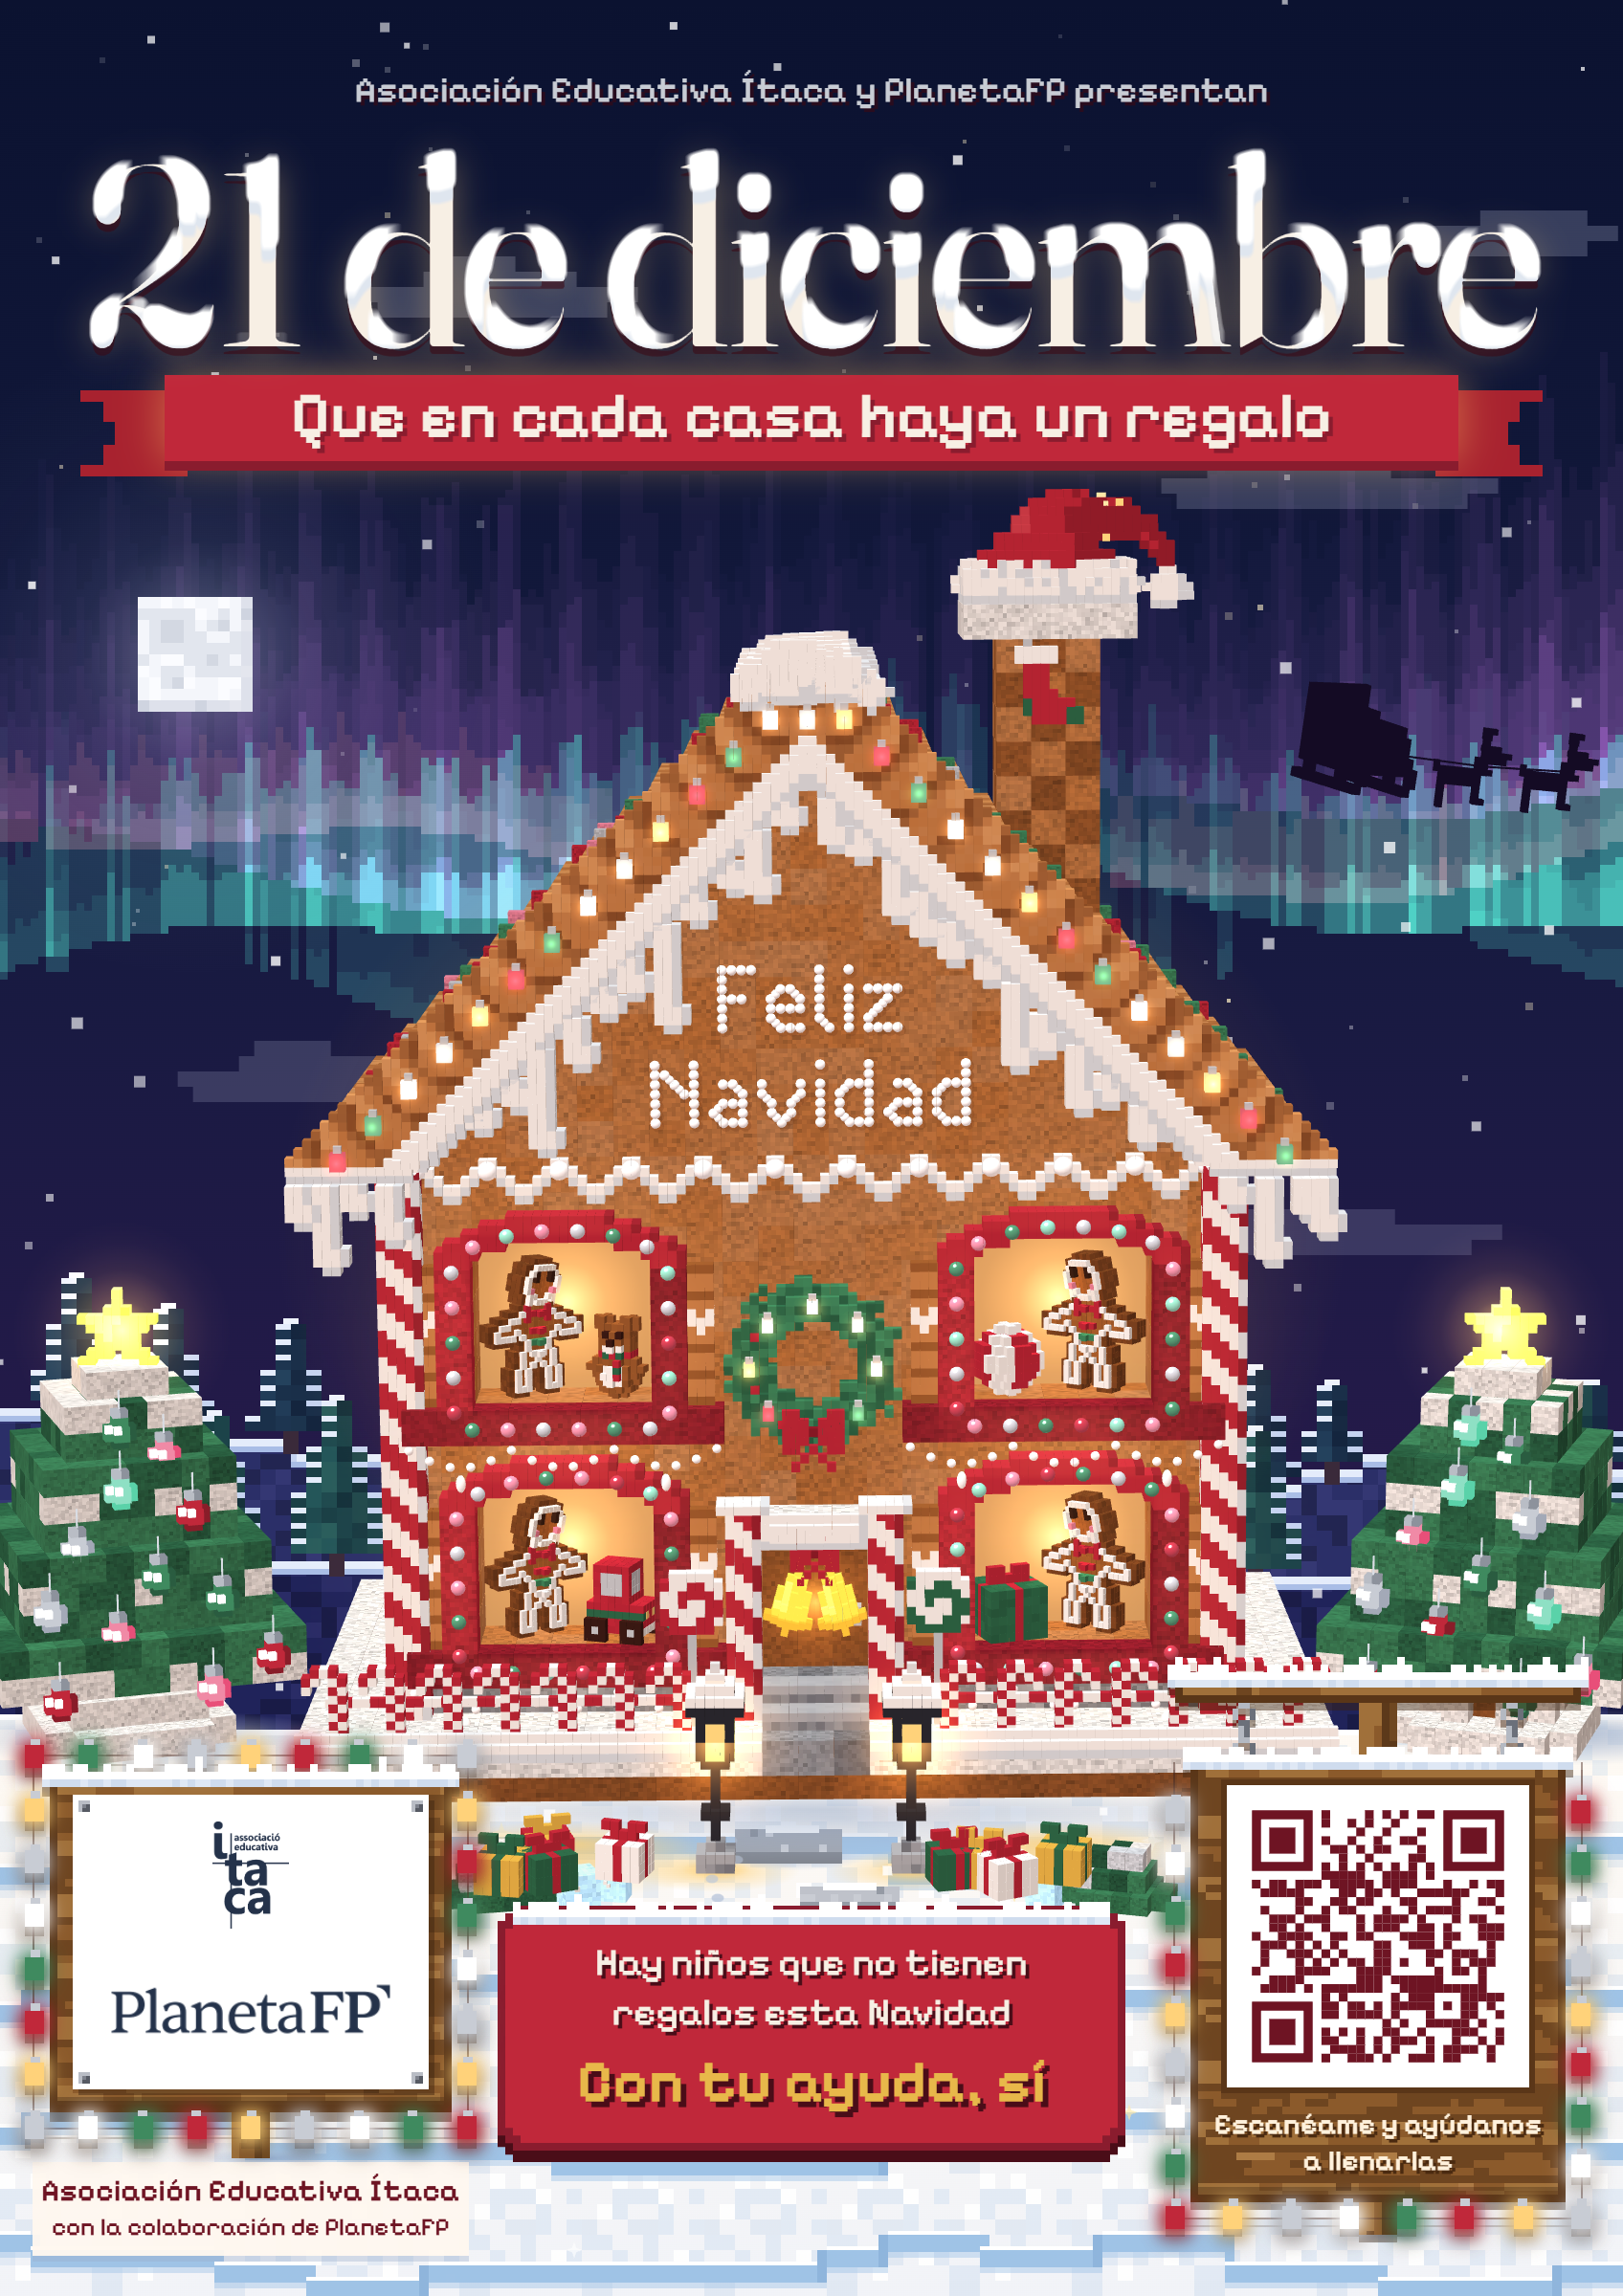 Asociación Educativa Ítaca y PlanetaFP presentan
21 de diciembre
Que en cada casa haya un regalo
Feliz
Navidad
associació
educativa
itaca
PlanetaFP
Hay niños que no tienen
regalos esta Navidad
Con tu ayuda, sí
Escanéame y ayúdanos
a llenarlas
Asociación Educativa Ítaca
con la colaboración de PlanetaFP